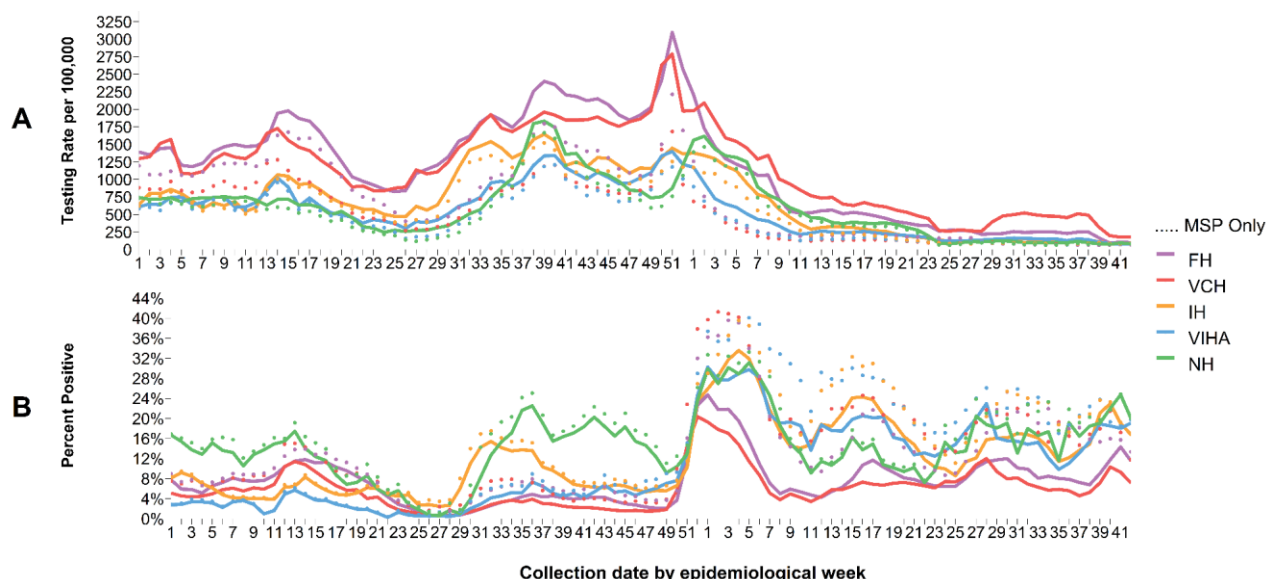 A
Testing Rate per 100,000
3250
3000
2750
2500
2250
2000
1750
1500
1250
1000
750
500
250
0
1 3 5 7 9 11 13 15 17 19 21 23 25 27 29 31 33 35 37 39 41 43 45 47 49 51 1 3 5 7 9 11 13 15 17 19 21 23 25 27 29 31 33 35 37 39 41
..... MSP Only
FH
VCH
IH
VIHA
NH
B
Percent Positive
44%
40%
36%
32%
28%
24%
20%
16%
12%
8%
4%
0%
1 3 5 7 9 11 13 15 17 19 21 23 25 27 29 31 33 35 37 39 41 43 45 47 49 51 1 3 5 7 9 11 13 15 17 19 21 23 25 27 29 31 33 35 37 39 41
Collection date by epidemiological week